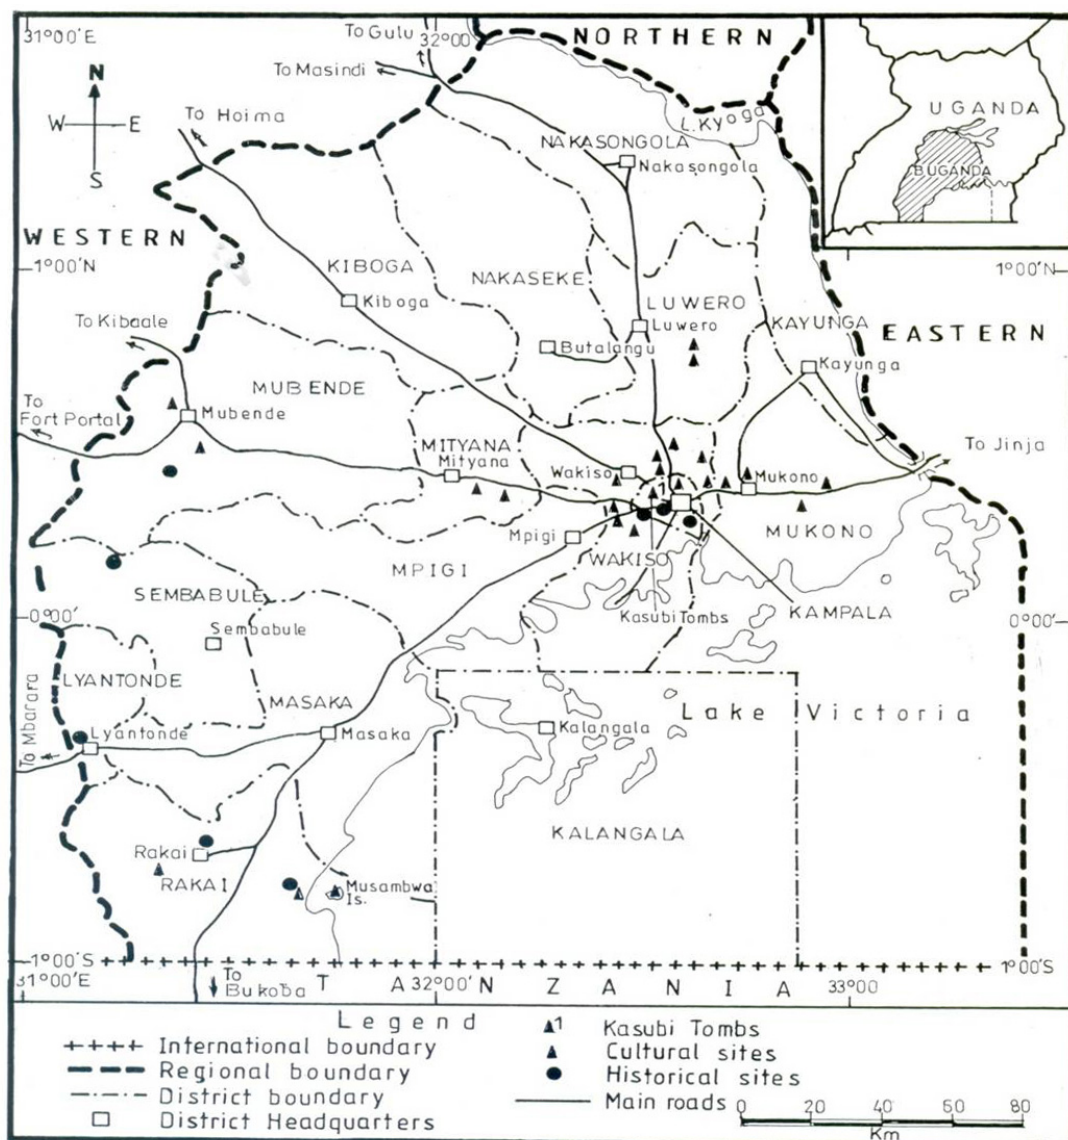 31°00'E
To Gulu
32°00
NORTHERN
To Masindi
N
W E
S
To Hoima
L.Kyoga
UGANDA
BUGANDA
NAKASONGOLA
Nakasongola
WESTERN
1°00'N
1°00'N
KIBOGA
Kiboga
NAKASEKE
LUWERO
Luwero
Butalangu
KAYUNGA
Kayunga
EASTERN
To Kibaale
MUBENDE
Mubende
To
Fort Portal
MITYANA
Mityana
Wakiso
Mukono
To Jinja
Mpigi
MUKONO
MPIGI
WAKISO
SEMBABULE
Kasubi Tombs
KAMPALA
0°00'
0°00'
Sembabule
LYANTONDE
MASAKA
To Mbarara
Lyantonde
Masaka
Kalangala
Lake Victoria
KALANGALA
Rakai
RAKAI
Musambwa
Is.
1°00'S
1°00'S
31°00'E
To
Bukoba
32°00'
TANZANIA
33°00
Legend
International boundary
Regional boundary
District boundary
District Headquarters
1 Kasubi Tombs
Cultural sites
Historical sites
Main roads
0 20 40 60 80
Km